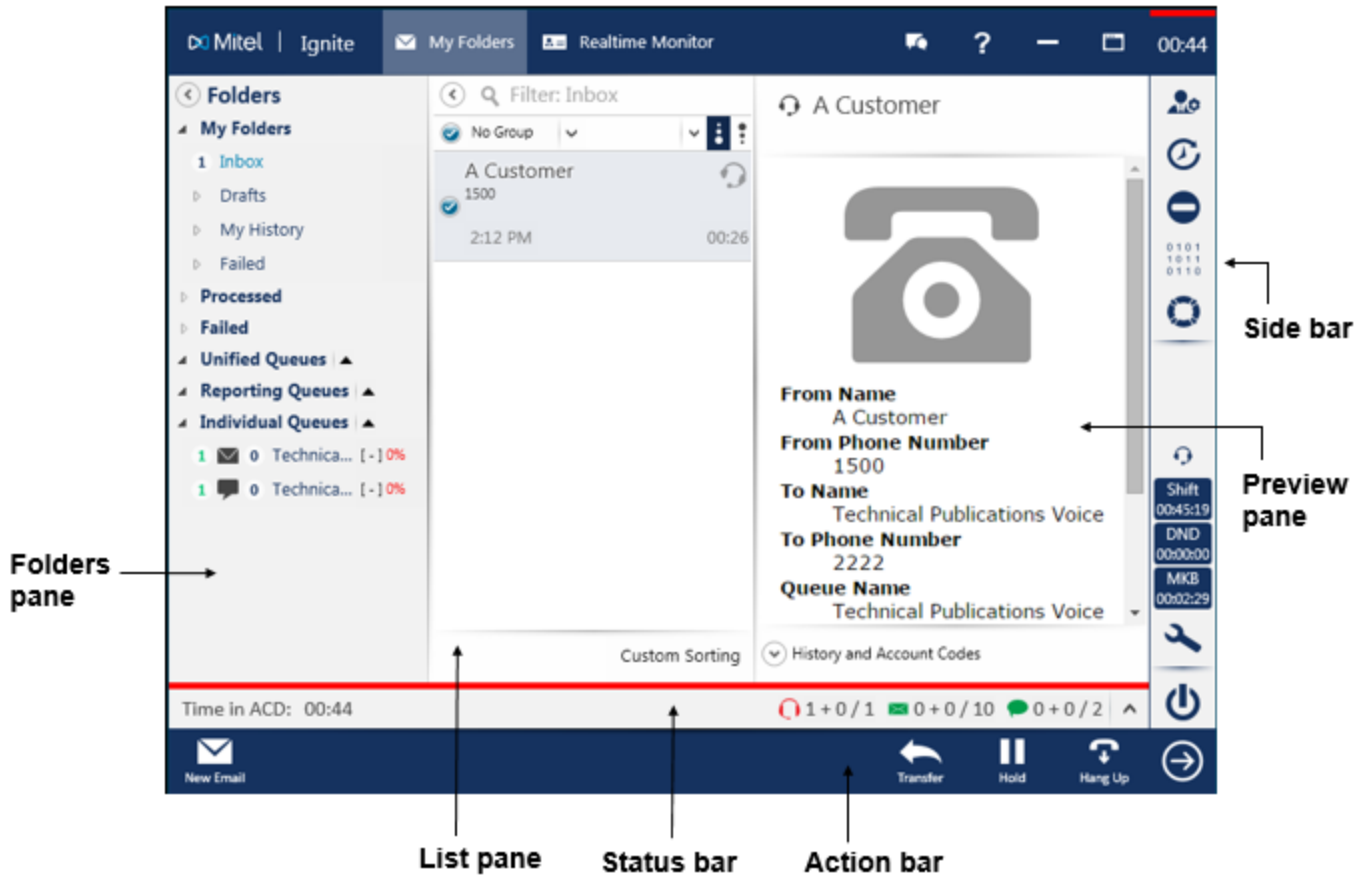 Mitel | Ignite
My Folders
Realtime Monitor
?
00:44
Folders
My Folders
1 Inbox
Drafts
My History
Failed
Processed
Failed
Unified Queues
Reporting Queues
Individual Queues
1 0 Technica... [-] 0%
1 0 Technica... [-] 0%
Filter: Inbox
No Group
A Customer
1500
2:12 PM 00:26
Custom Sorting
A Customer
From Name
A Customer
From Phone Number
1500
To Name
Technical Publications Voice
To Phone Number
2222
Queue Name
Technical Publications Voice
History and Account Codes
0101
1011
0110
Shift
00:45:19
DND
00:00:00
MKB
00:02:29
Time in ACD: 00:44
1 + 0 / 1 0 + 0 / 10 0 + 0 / 2
New Email
Transfer
Hold
Hang Up
Side bar
Preview
pane
Folders
pane
List pane
Status bar
Action bar